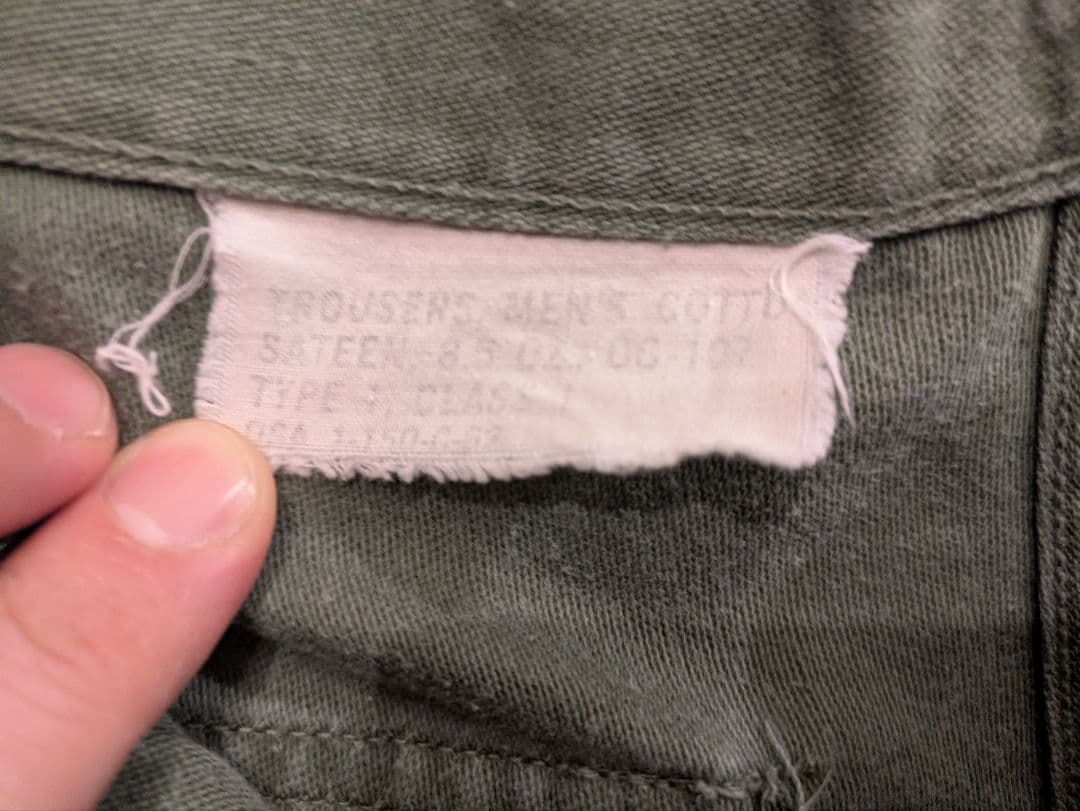 TROUSERS, MEN'S COTTO
SATEEN, 8.5 OZ., OG-107
TYPE 1 CLASS 1